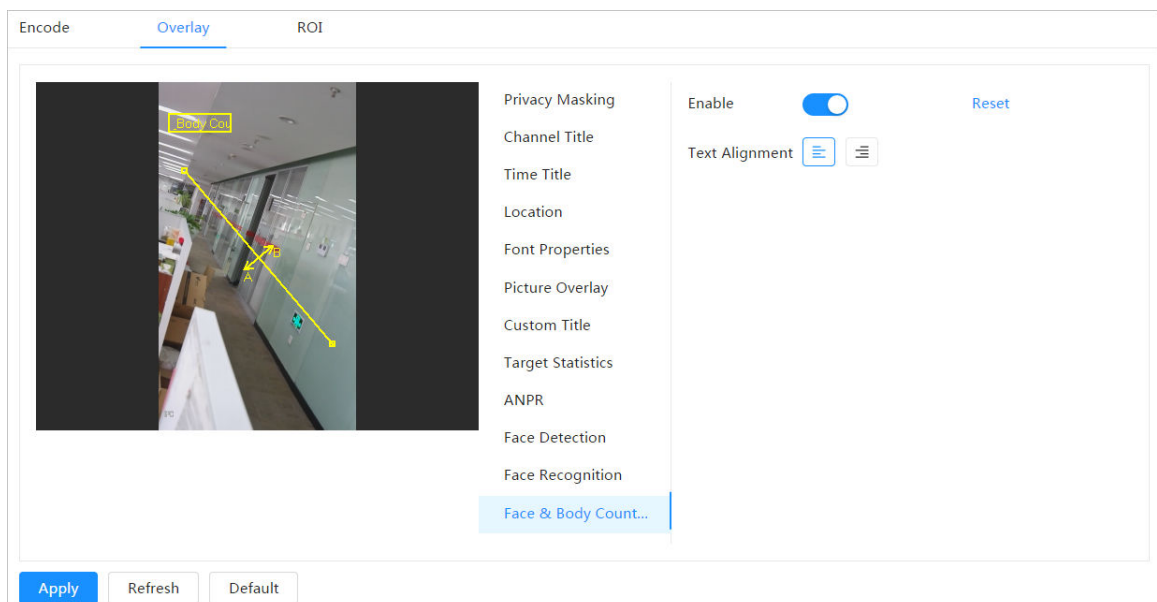 Encode Overlay ROI
Body Cou
B
A
Privacy Masking
Channel Title
Time Title
Location
Font Properties
Picture Overlay
Custom Title
Target Statistics
ANPR
Face Detection
Face Recognition
Face & Body Count...
Enable Reset
Text Alignment
Apply Refresh Default